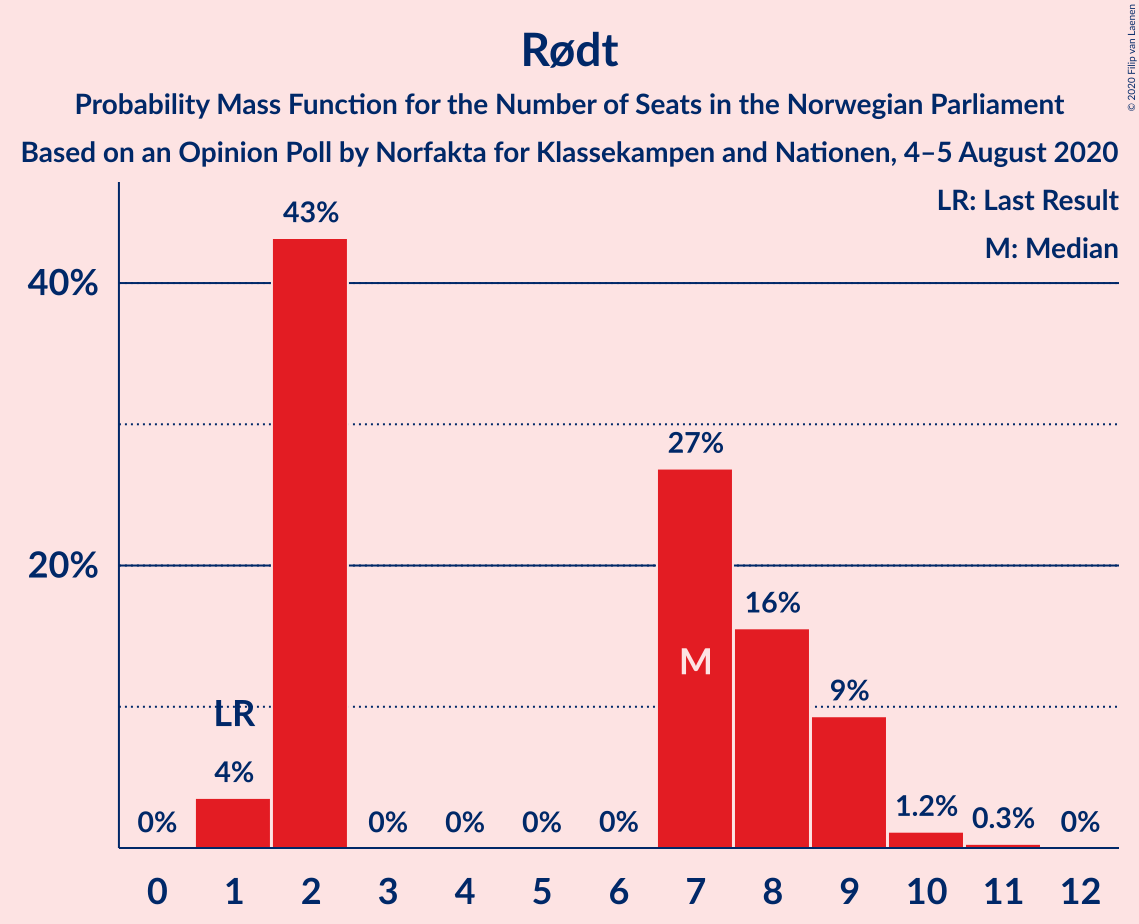 © 2020 Filip van Laenen
Rødt
Probability Mass Function for the Number of Seats in the Norwegian Parliament
Based on an Opinion Poll by Norfakta for Klassekampen and Nationen, 4–5 August 2020
LR: Last Result
M: Median
40%
20%
43%
27%
16%
M
9%
LR
4%
0%
0%
0%
0%
0%
1.2%
0.3%
0%
0 1 2 3 4 5 6 7 8 9 10 11 12